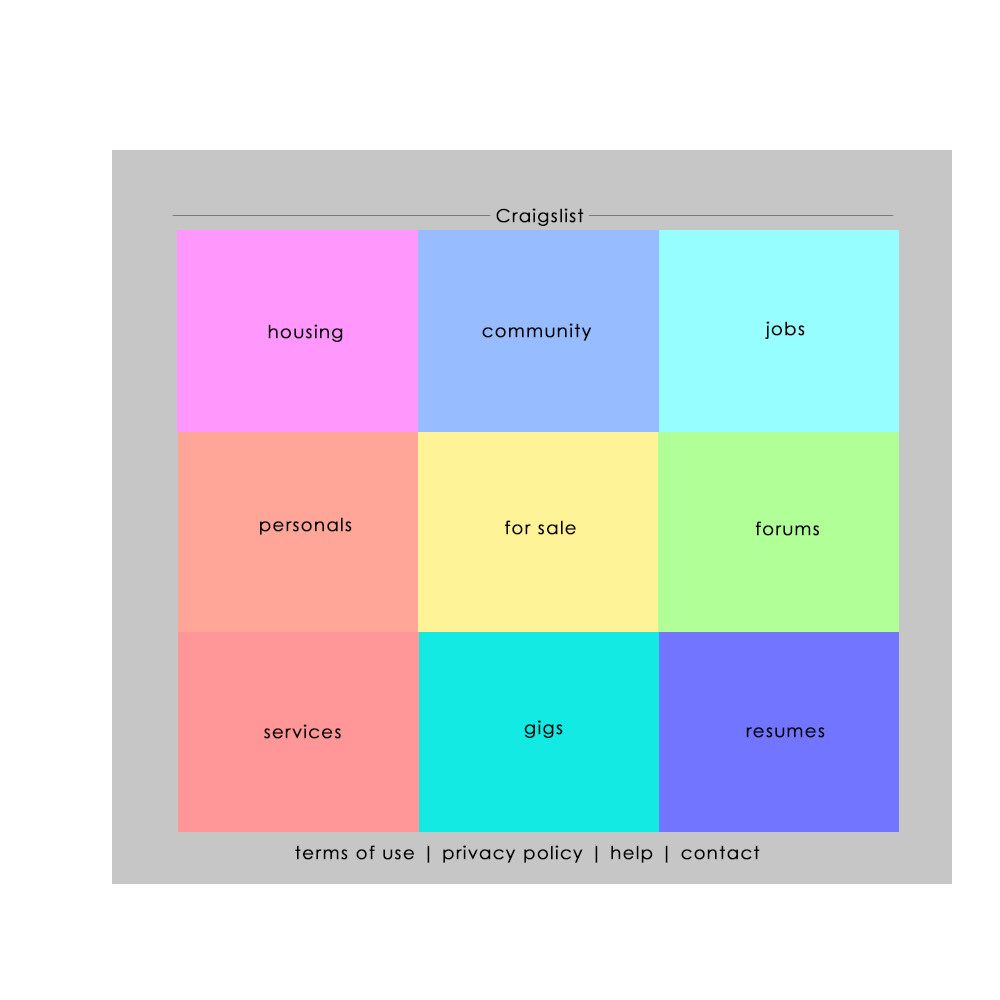 Craigslist
housing community jobs
personals for sale forums
services gigs resumes
terms of use | privacy policy | help | contact